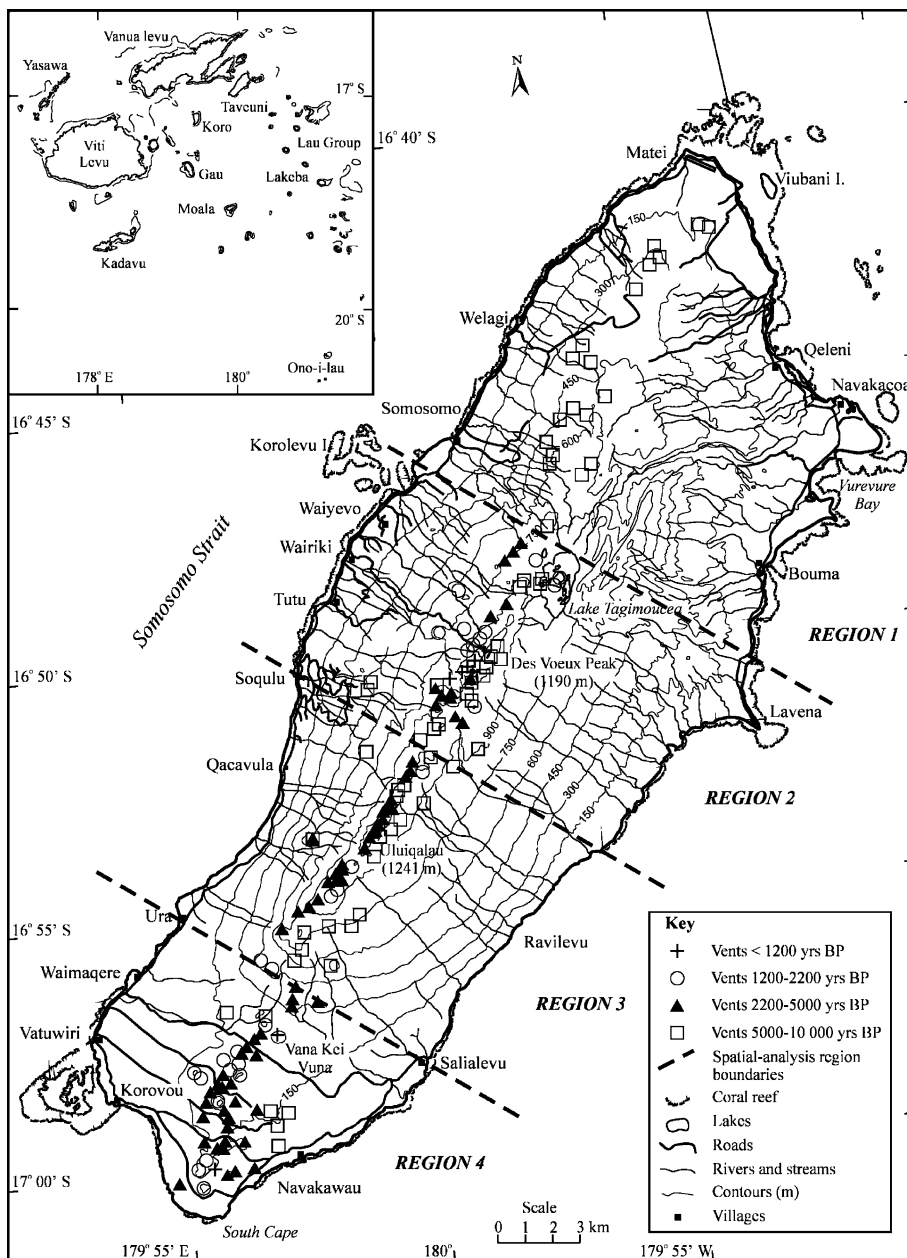 Vanua levu
Yasawa
17° S
Taveuni
Koro
Viti
Levu
Lau Group
Gau
Lakeba
Moala
Kadavu
20° S
Ono-i-lau
178° E
180°
N
16° 40' S
Matei
Viubani I.
150
300
Welagi
Qeleni
450
Navakacoa
Somosomo
16° 45' S
600
Korolevu I.
Vurevure
Bay
Waiyevo
Wairiki
Bouma
Somosomo Strait
Tutu
Lake Tagimoucea
REGION 1
Des Voeux Peak
(1190 m)
16° 50' S
Soqulu
Lavena
900
750
600
450
300
150
Qacavula
REGION 2
Uluiqalau
(1241 m)
Ura
16° 55' S
Ravilevu
Waimaqere
REGION 3
Vatuwiri
Vana Kei
Vuna
Salialevu
Korovou
150
REGION 4
Navakawau
17° 00' S
South Cape
Scale
0 1 2 3 km
179° 55' E
180°
179° 55' W
Key
Vents < 1200 yrs BP
Vents 1200-2200 yrs BP
Vents 2200-5000 yrs BP
Vents 5000-10 000 yrs BP
Spatial-analysis region
boundaries
Coral reef
Lakes
Roads
Rivers and streams
Contours (m)
Villages